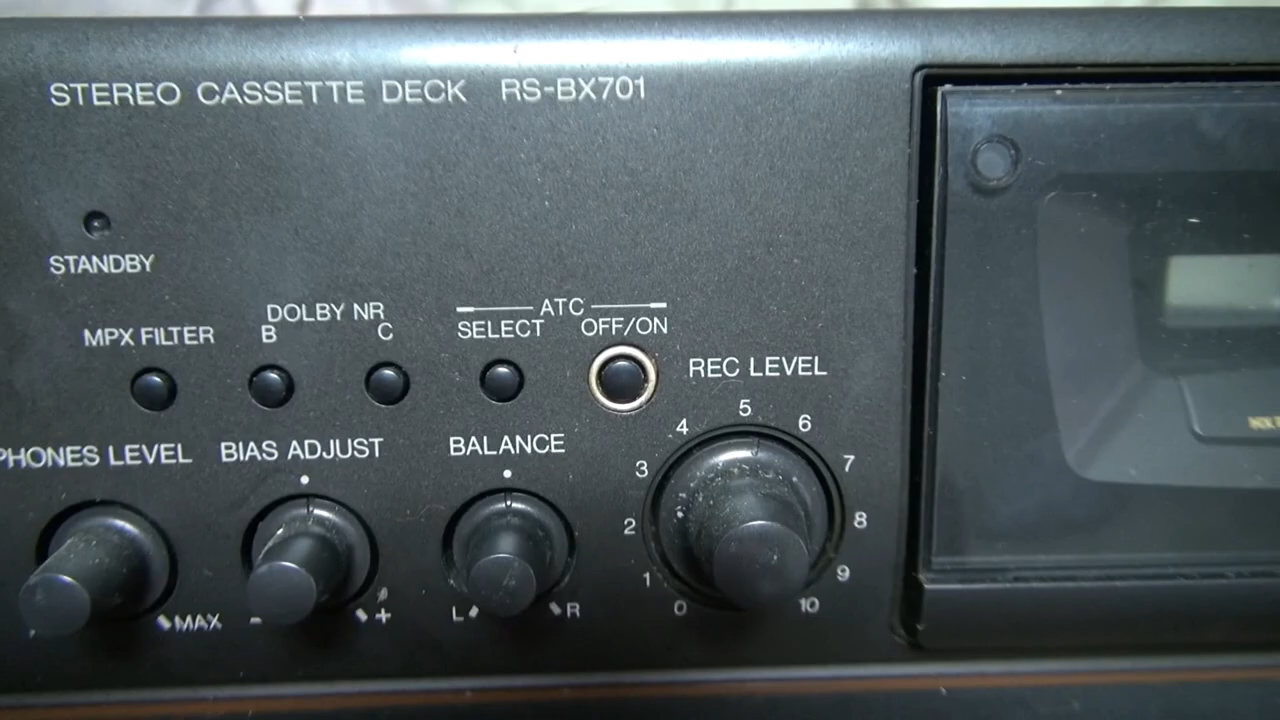 STEREO CASSETTE DECK RS-BX701
STANDBY
DOLBY NR
ATC
MPX FILTER B C SELECT OFF/ON
REC LEVEL
PHONES LEVEL BIAS ADJUST BALANCE
0 1 2 3 4 5 6 7 8 9 10
MAX - + L R